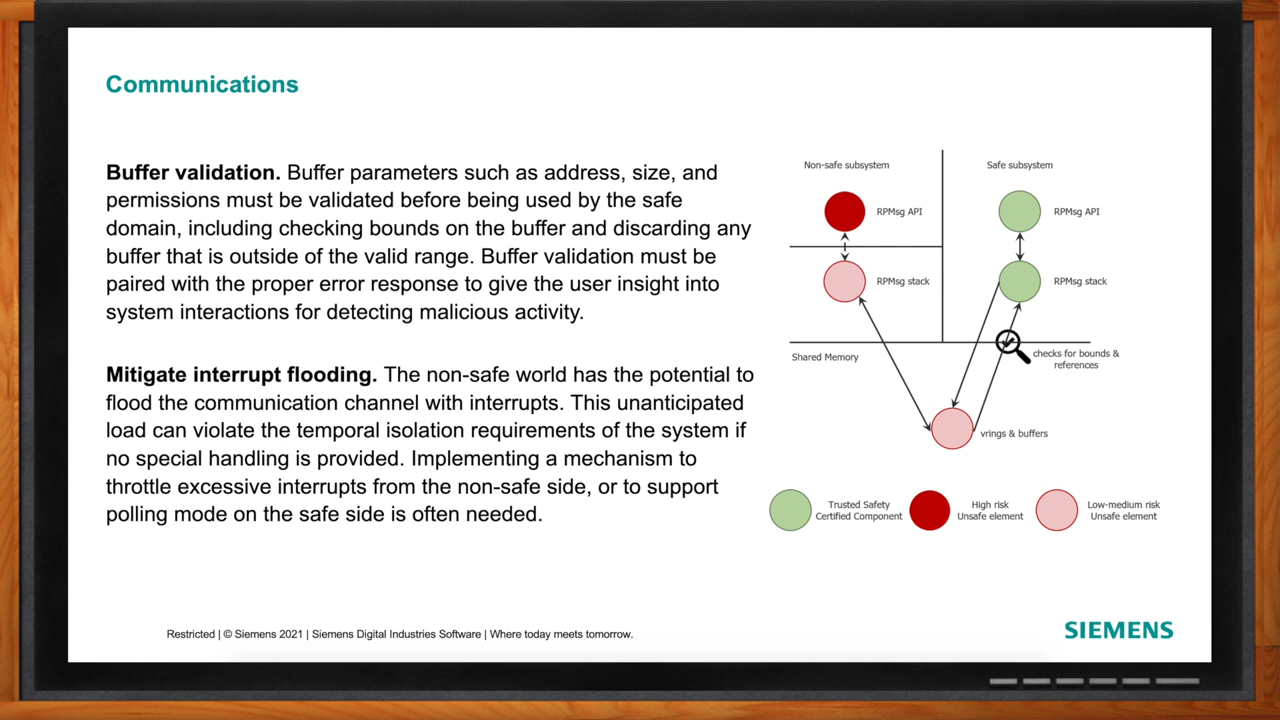 Communications
Buffer validation. Buffer parameters such as address, size, and
permissions must be validated before being used by the safe
domain, including checking bounds on the buffer and discarding any
buffer that is outside of the valid range. Buffer validation must be
paired with the proper error response to give the user insight into
system interactions for detecting malicious activity.
Mitigate interrupt flooding. The non-safe world has the potential to
flood the communication channel with interrupts. This unanticipated
load can violate the temporal isolation requirements of the system if
no special handling is provided. Implementing a mechanism to
throttle excessive interrupts from the non-safe side, or to support
polling mode on the safe side is often needed.
Non-safe subsystem
Safe subsystem
RPMsg API
RPMsg API
RPMsg stack
RPMsg stack
Shared Memory
checks for bounds &
references
vrings & buffers
Trusted Safety
Certified Component
High risk
Unsafe element
Low-medium risk
Unsafe element
Restricted | © Siemens 2021 | Siemens Digital Industries Software | Where today meets tomorrow.
SIEMENS